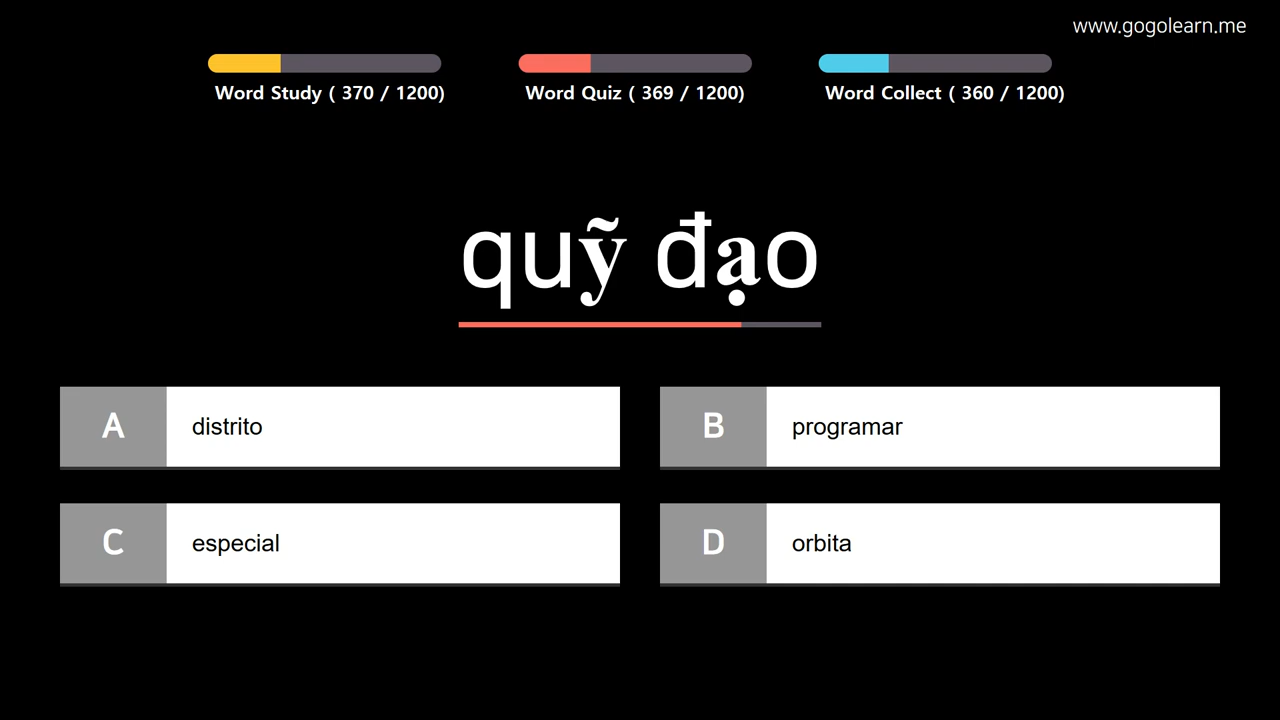 www.gogolearn.me
Word Study ( 370 / 1200)
Word Quiz ( 369 / 1200)
Word Collect ( 360 / 1200)
quỹ đạo
A distrito
B programar
C especial
D orbita